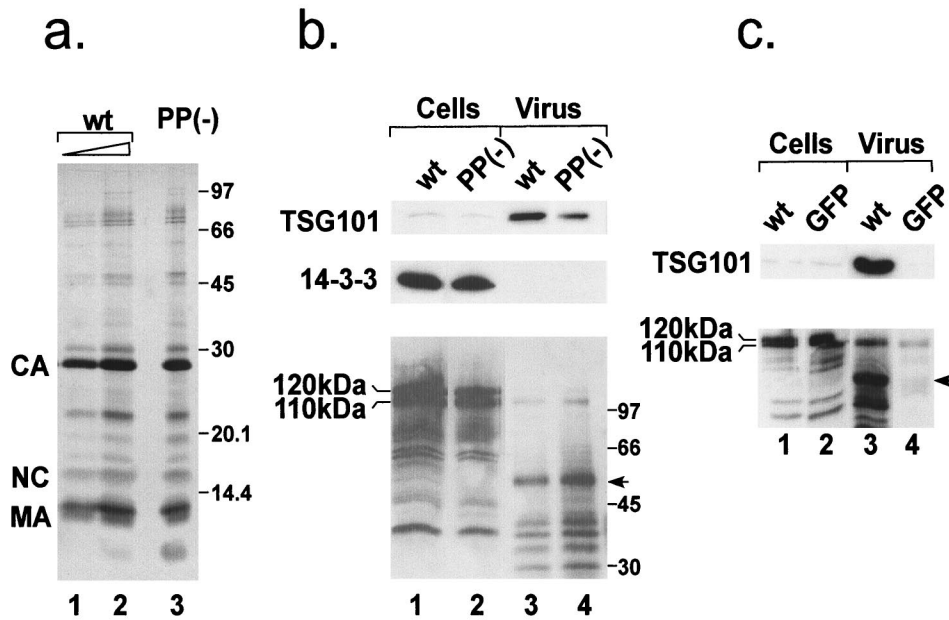 a.
wt PP(-)
97
66
45
30
20.1
14.4
CA
NC
MA
1 2 3
b.
Cells Virus
wt PP(-) wt PP(-)
TSG101
14-3-3
120kDa
110kDa
97
66
45
30
1 2 3 4
c.
Cells Virus
wt GFP wt GFP
TSG101
120kDa
110kDa
1 2 3 4